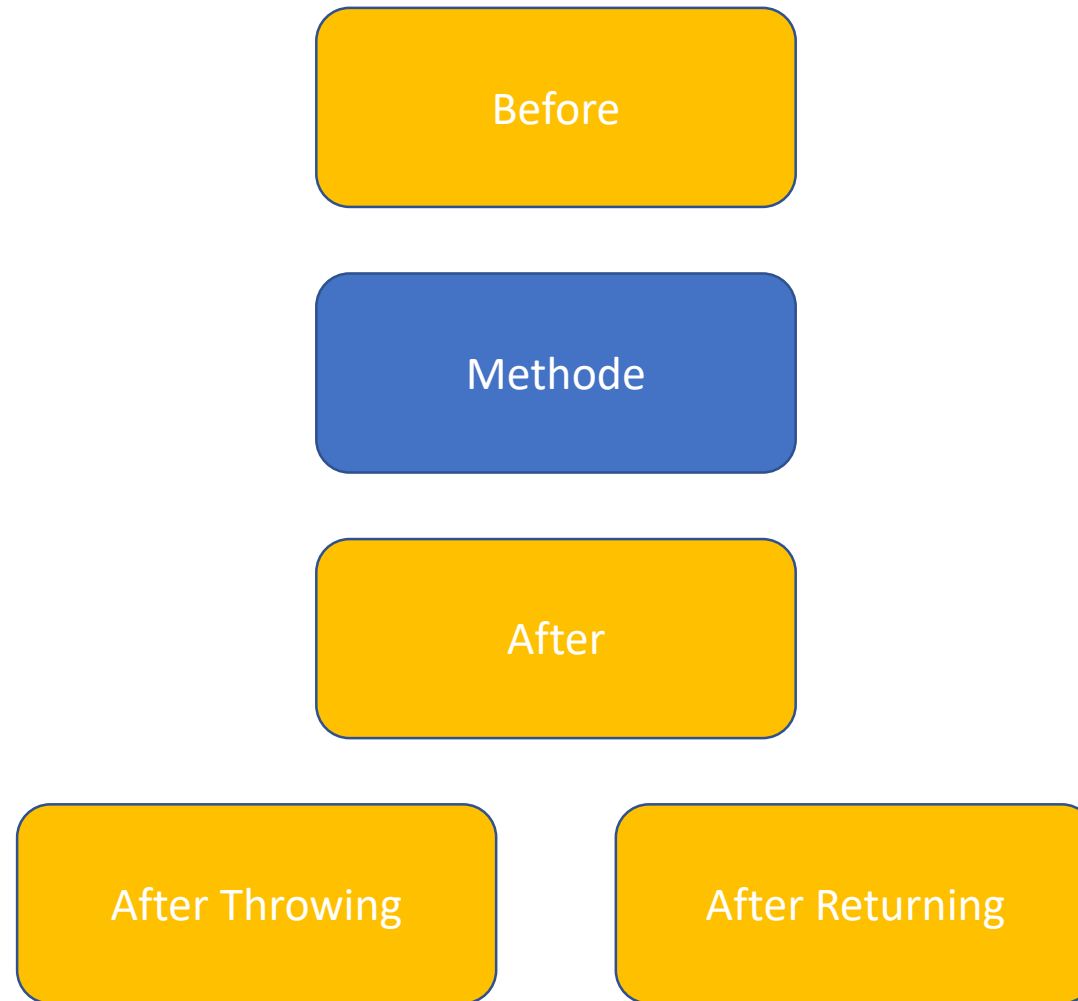 Before
Methode
After
After Throwing
After Returning